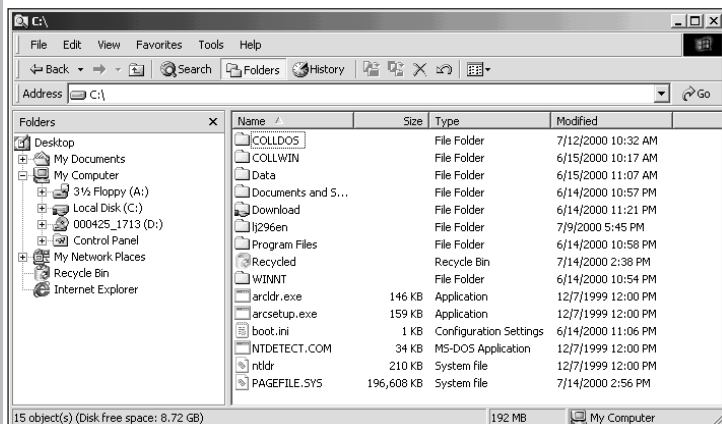 C:\
File Edit View Favorites Tools Help
Back Search Folders History
Address C:\ Go
Folders
Desktop
My Documents
My Computer
3½ Floppy (A:)
Local Disk (C:)
000425_1713 (D:)
Control Panel
My Network Places
Recycle Bin
Internet Explorer
Name Size Type Modified
COLLDOS File Folder 7/12/2000 10:32 AM
COLLWIN File Folder 6/15/2000 10:17 AM
Data File Folder 6/15/2000 11:07 AM
Documents and S... File Folder 6/14/2000 10:57 PM
Download File Folder 6/14/2000 11:21 PM
lj296en File Folder 7/9/2000 5:45 PM
Program Files File Folder 6/14/2000 10:58 PM
Recycled Recycle Bin 7/14/2000 2:38 PM
WINNT File Folder 6/14/2000 10:54 PM
arcldr.exe 146 KB Application 12/7/1999 12:00 PM
arcsetup.exe 159 KB Application 12/7/1999 12:00 PM
boot.ini 1 KB Configuration Settings 6/14/2000 11:06 PM
NTDETECT.COM 34 KB MS-DOS Application 12/7/1999 12:00 PM
ntldr 210 KB System file 12/7/1999 12:00 PM
PAGEFILE.SYS 196,608 KB System file 7/14/2000 2:56 PM
15 object(s) (Disk free space: 8.72 GB) 192 MB My Computer